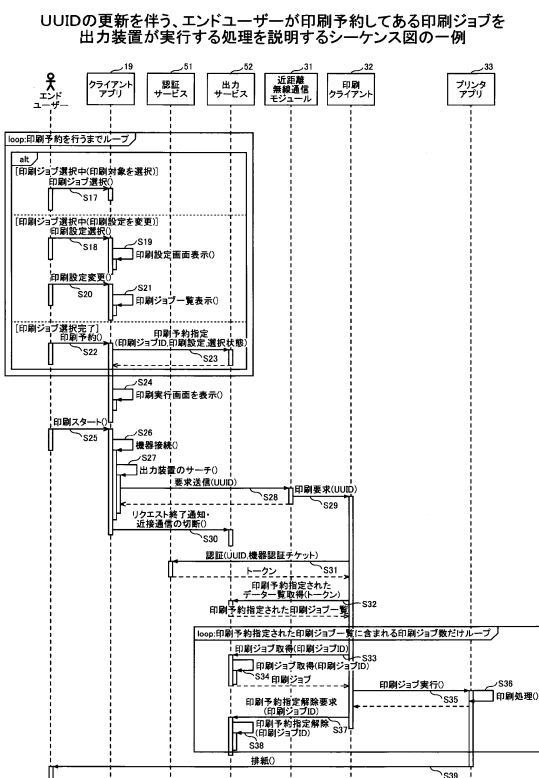 UUIDの更新を伴う、エンドユーザーが印刷予約してある印刷ジョブを
出力装置が実行する処理を説明するシーケンス図の一例
19
51
52
31
32
33
エンド
ユーザー
クライアント
アプリ
認証
サービス
出力
サービス
近距離
無線通信
モジュール
印刷
クライアント
プリンタ
アプリ
loop:印刷予約を行うまでループ
alt
[印刷ジョブ選択中(印刷対象を選択)]
印刷ジョブ選択()
S17
[印刷ジョブ選択中(印刷設定を変更)]
印刷設定選択()
S18
S19
印刷設定画面表示()
印刷設定変更()
S20
S21
印刷ジョブ一覧表示()
[印刷ジョブ選択完了]
印刷予約()
S22
印刷予約指定
(印刷ジョブID,印刷設定,選択状態)
S23
S24
印刷実行画面を表示()
印刷スタート()
S25
S26
機器接続()
S27
出力装置のサーチ()
要求送信(UUID)
S28
印刷要求(UUID)
S29
リクエスト終了通知・
近接通信の切断()
S30
認証(UUID,機器認証チケット)
S31
トークン
印刷予約指定された
データ一覧取得(トークン)
S32
印刷予約指定された印刷ジョブ一覧
loop:印刷予約指定された印刷ジョブ一覧に含まれる印刷ジョブ数だけループ
印刷ジョブ取得(印刷ジョブID)
S33
印刷ジョブ取得(印刷ジョブID)
S34
印刷ジョブ
印刷ジョブ実行()
S35
S36
印刷処理()
印刷予約指定解除要求
(印刷ジョブID)
S37
印刷予約指定解除
(印刷ジョブID)
S38
排紙()
S39